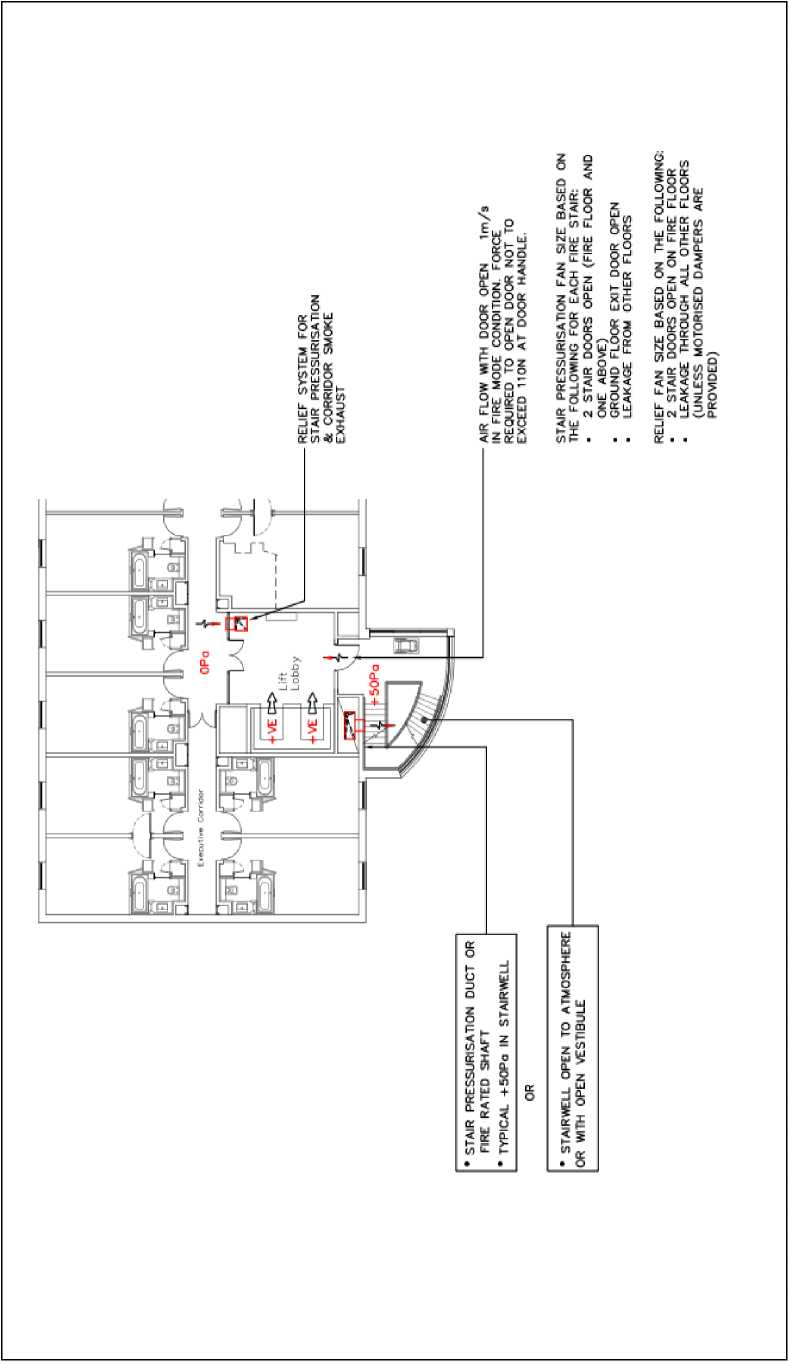 0Pa
Lift
Lobby
+VE
+VE
+50Pa
Executive Corridor
RELIEF SYSTEM FOR
STAIR PRESSURISATION
& CORRIDOR SMOKE
EXHAUST
AIR FLOW WITH DOOR OPEN 1m/s
IN FIRE MODE CONDITION. FORCE
REQUIRED TO OPEN DOOR NOT TO
EXCEED 110N AT DOOR HANDLE.
STAIR PRESSURISATION FAN SIZE BASED ON
THE FOLLOWING FOR EACH FIRE STAIR:
• 2 STAIR DOORS OPEN (FIRE FLOOR AND
ONE ABOVE)
• GROUND FLOOR EXIT DOOR OPEN
• LEAKAGE FROM OTHER FLOORS
RELIEF FAN SIZE BASED ON THE FOLLOWING:
• 2 STAIR DOORS OPEN ON FIRE FLOOR
• LEAKAGE THROUGH ALL OTHER FLOORS
(UNLESS MOTORISED DAMPERS ARE
PROVIDED)
• STAIR PRESSURISATION DUCT OR
FIRE RATED SHAFT
• TYPICAL +50Pa IN STAIRWELL
OR
• STAIRWELL OPEN TO ATMOSPHERE
OR WITH OPEN VESTIBULE